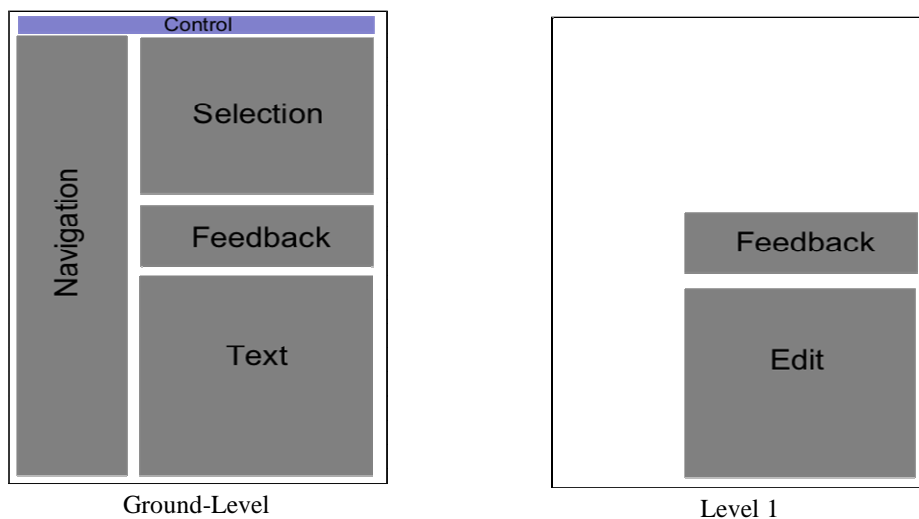 Control
Navigation
Selection
Feedback
Text
Ground-Level
Feedback
Edit
Level 1